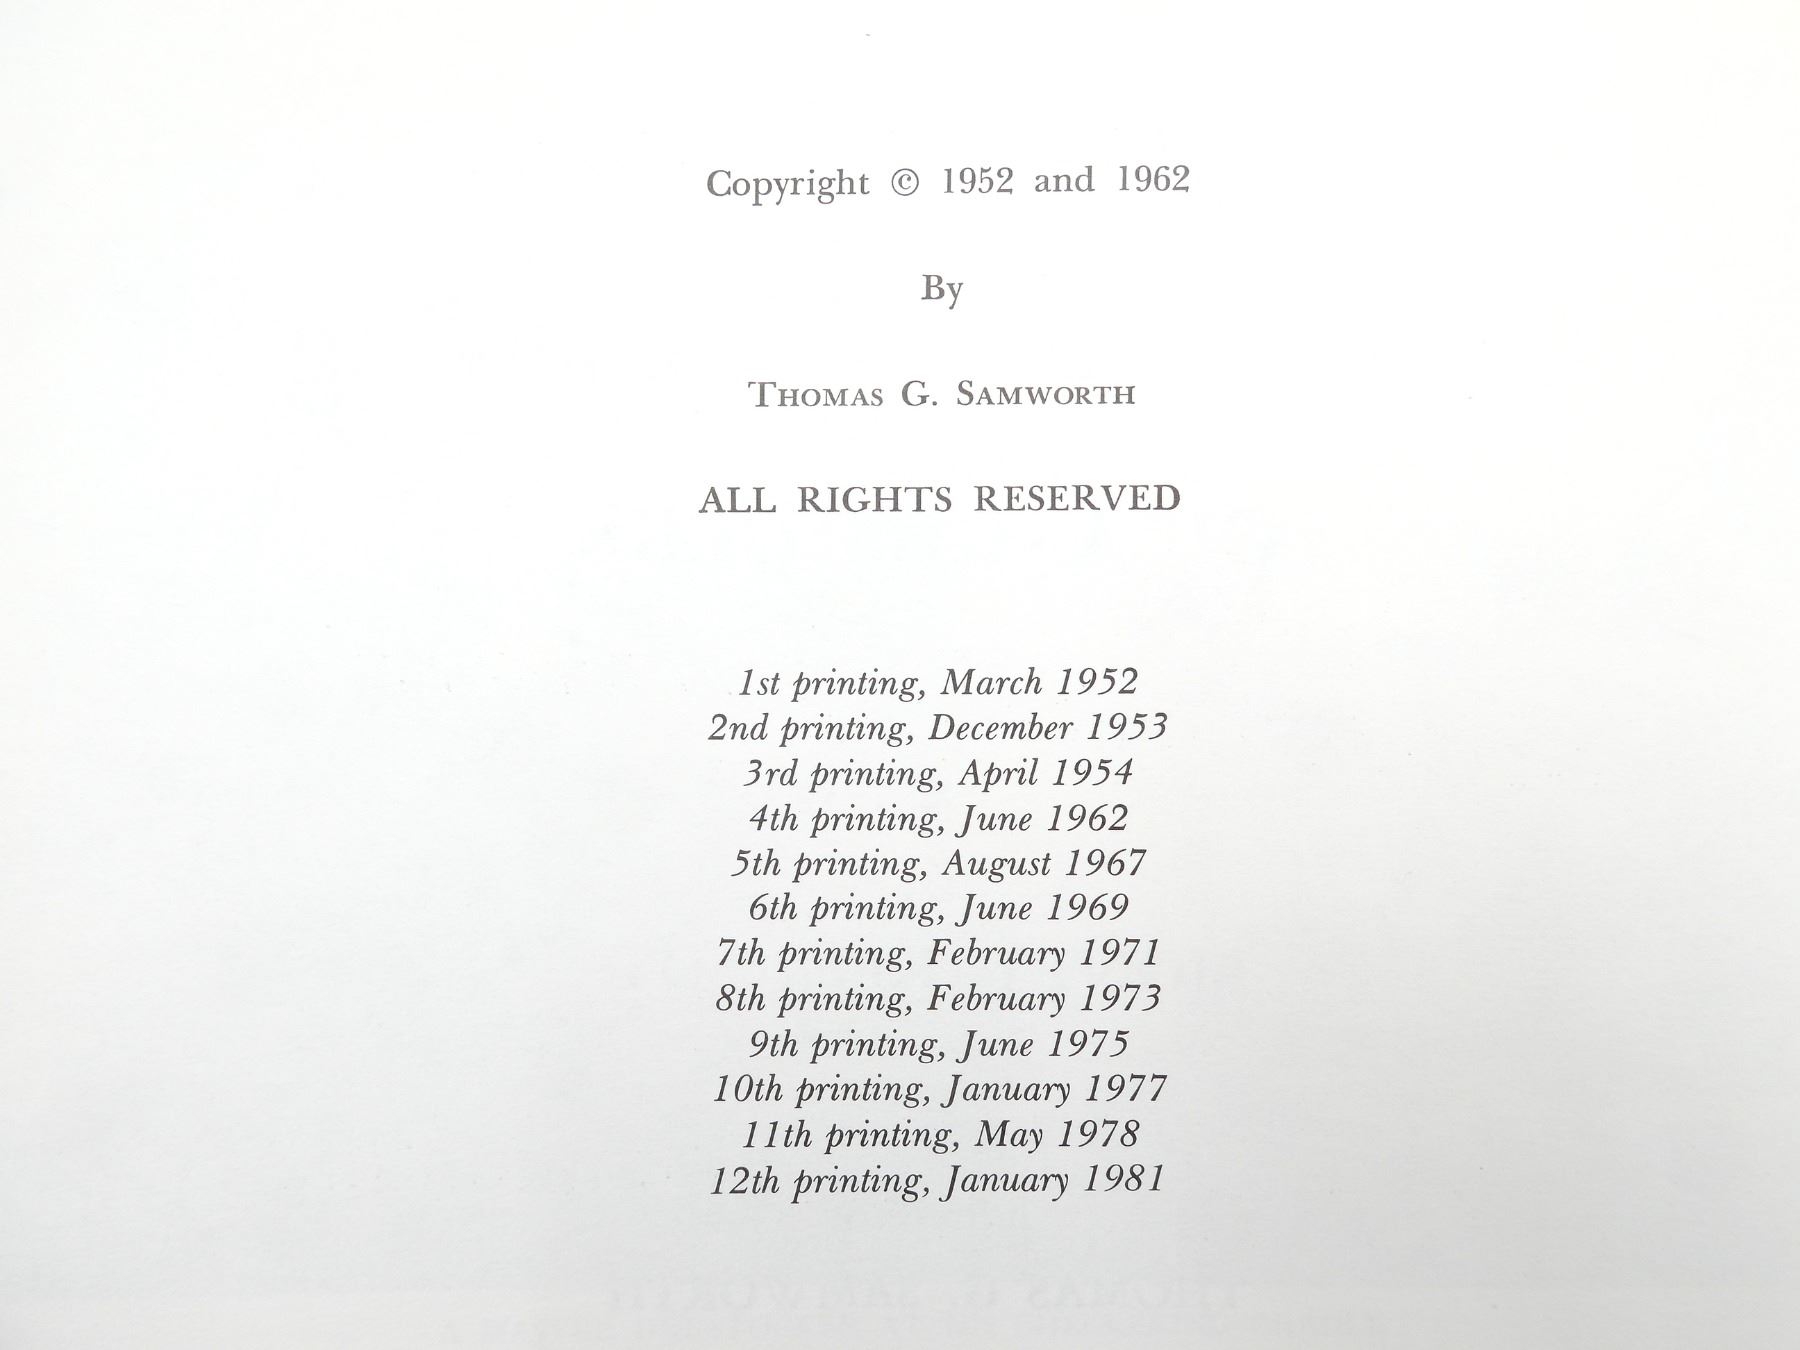 Copyright © 1952 and 1962
By
THOMAS G. SAMWORTH
ALL RIGHTS RESERVED
1st printing, March 1952
2nd printing, December 1953
3rd printing, April 1954
4th printing, June 1962
5th printing, August 1967
6th printing, June 1969
7th printing, February 1971
8th printing, February 1973
9th printing, June 1975
10th printing, January 1977
11th printing, May 1978
12th printing, January 1981